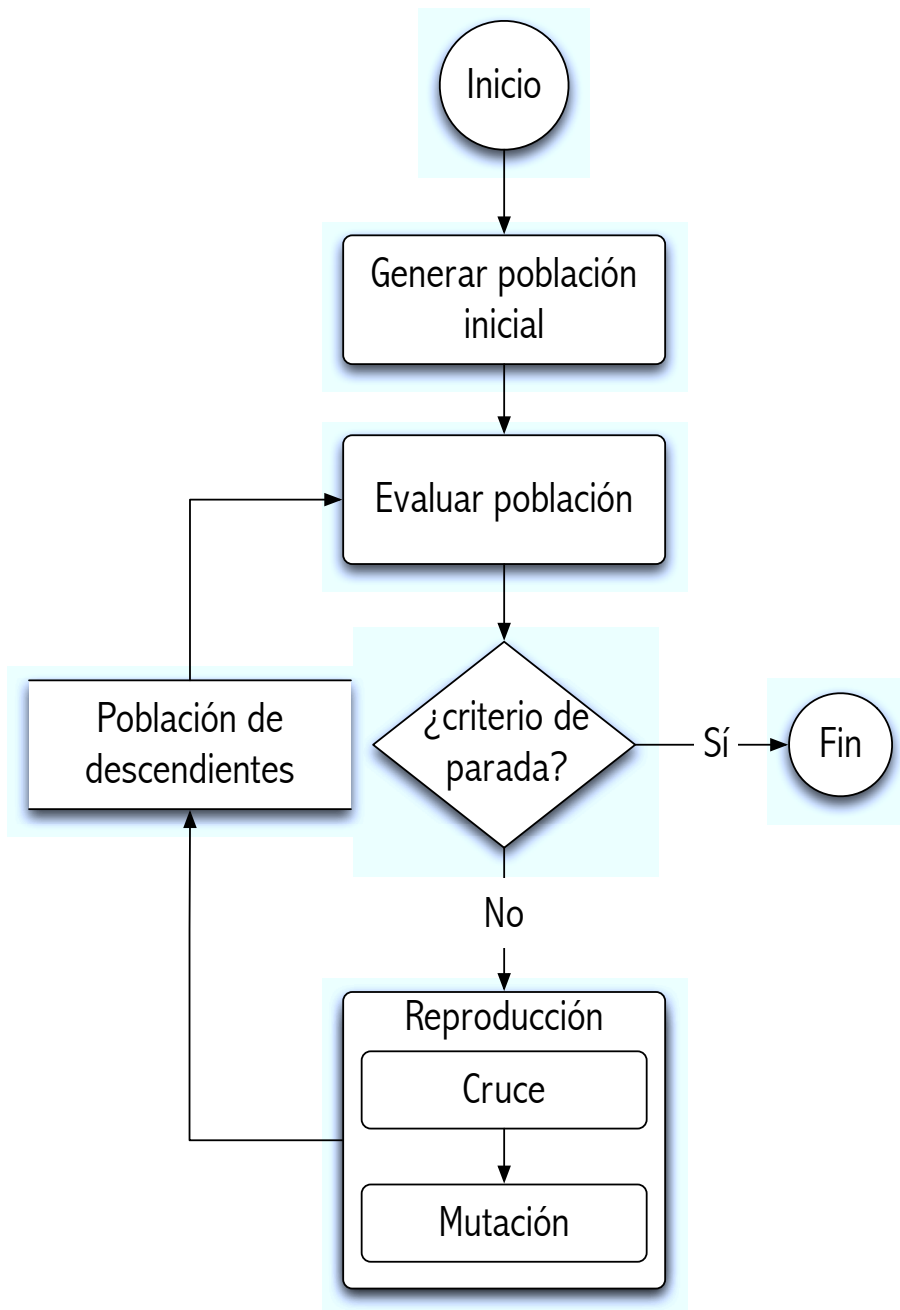 Inicio
Generar población
inicial
Evaluar población
Población de
descendientes
¿criterio de
parada?
Sí
Fin
No
Reproducción
Cruce
Mutación